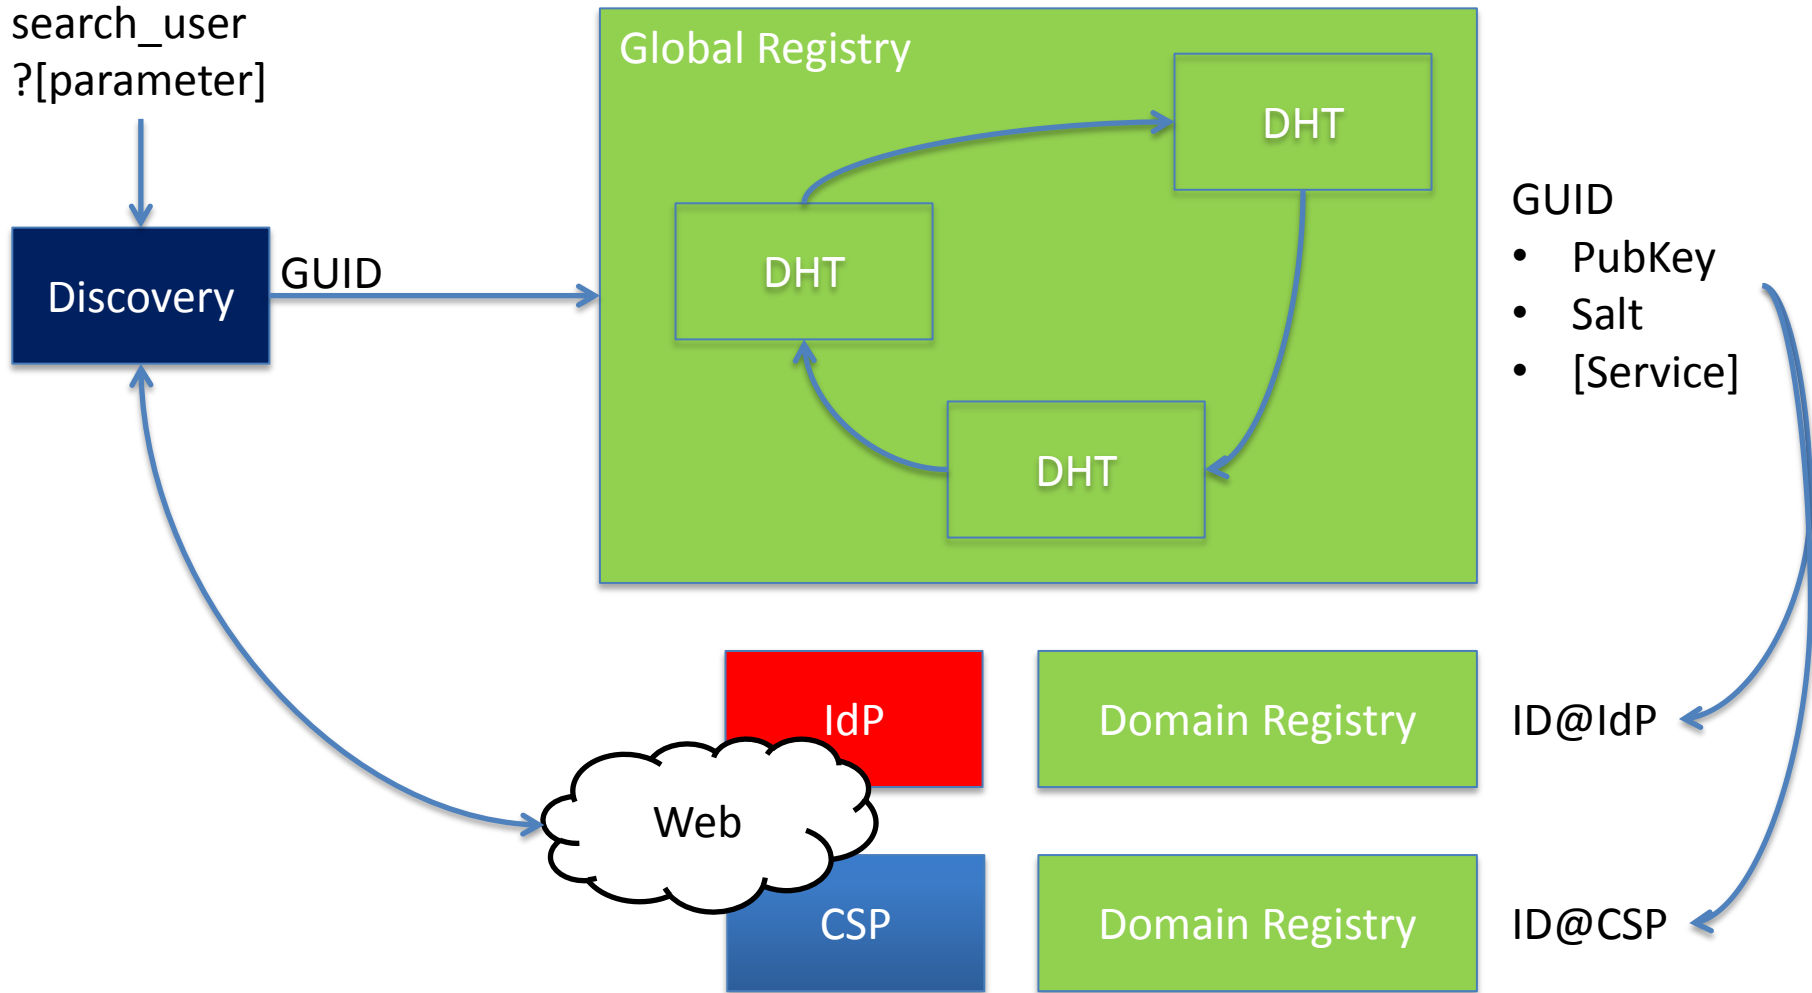 search_user
?[parameter]
Global Registry
DHT
DHT
DHT
Discovery
GUID
GUID
• PubKey
• Salt
• [Service]
IdP
Domain Registry
ID@IdP
Web
CSP
Domain Registry
ID@CSP